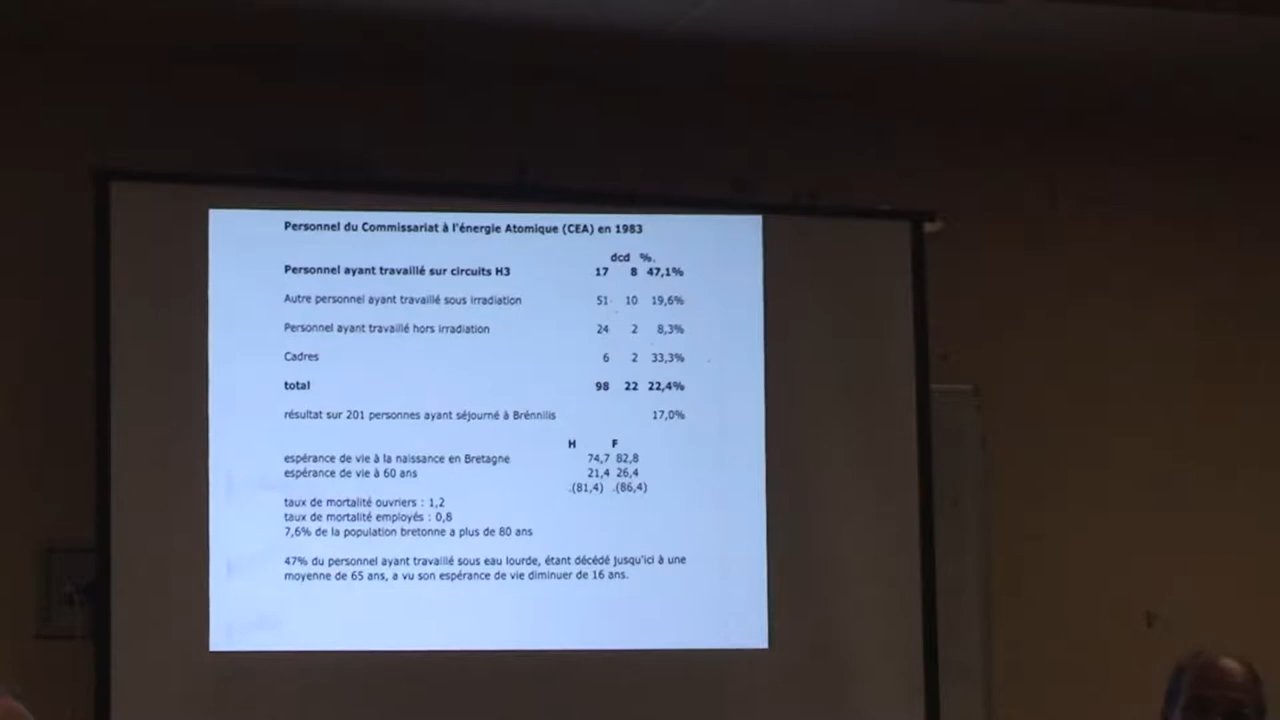 Personnel du Commissariat à l'énergie Atomique (CEA) en 1983
dcd %.
Personnel ayant travaillé sur circuits H3 17 8 47,1%
Autre personnel ayant travaillé sous irradiation 51 10 19,6%
Personnel ayant travaillé hors irradiation 24 2 8,3%
Cadres 6 2 33,3%
total 98 22 22,4%
résultat sur 201 personnes ayant séjourné à Brénnilis 17,0%
H F
espérance de vie à la naissance en Bretagne 74,7 82,8
espérance de vie à 60 ans 21,4 26,4
.(81,4) .(86,4)
taux de mortalité ouvriers : 1,2
taux de mortalité employés : 0,8
7,6% de la population bretonne a plus de 80 ans
47% du personnel ayant travaillé sous eau lourde, étant décédé jusqu'ici à une
moyenne de 65 ans, a vu son espérance de vie diminuer de 16 ans.